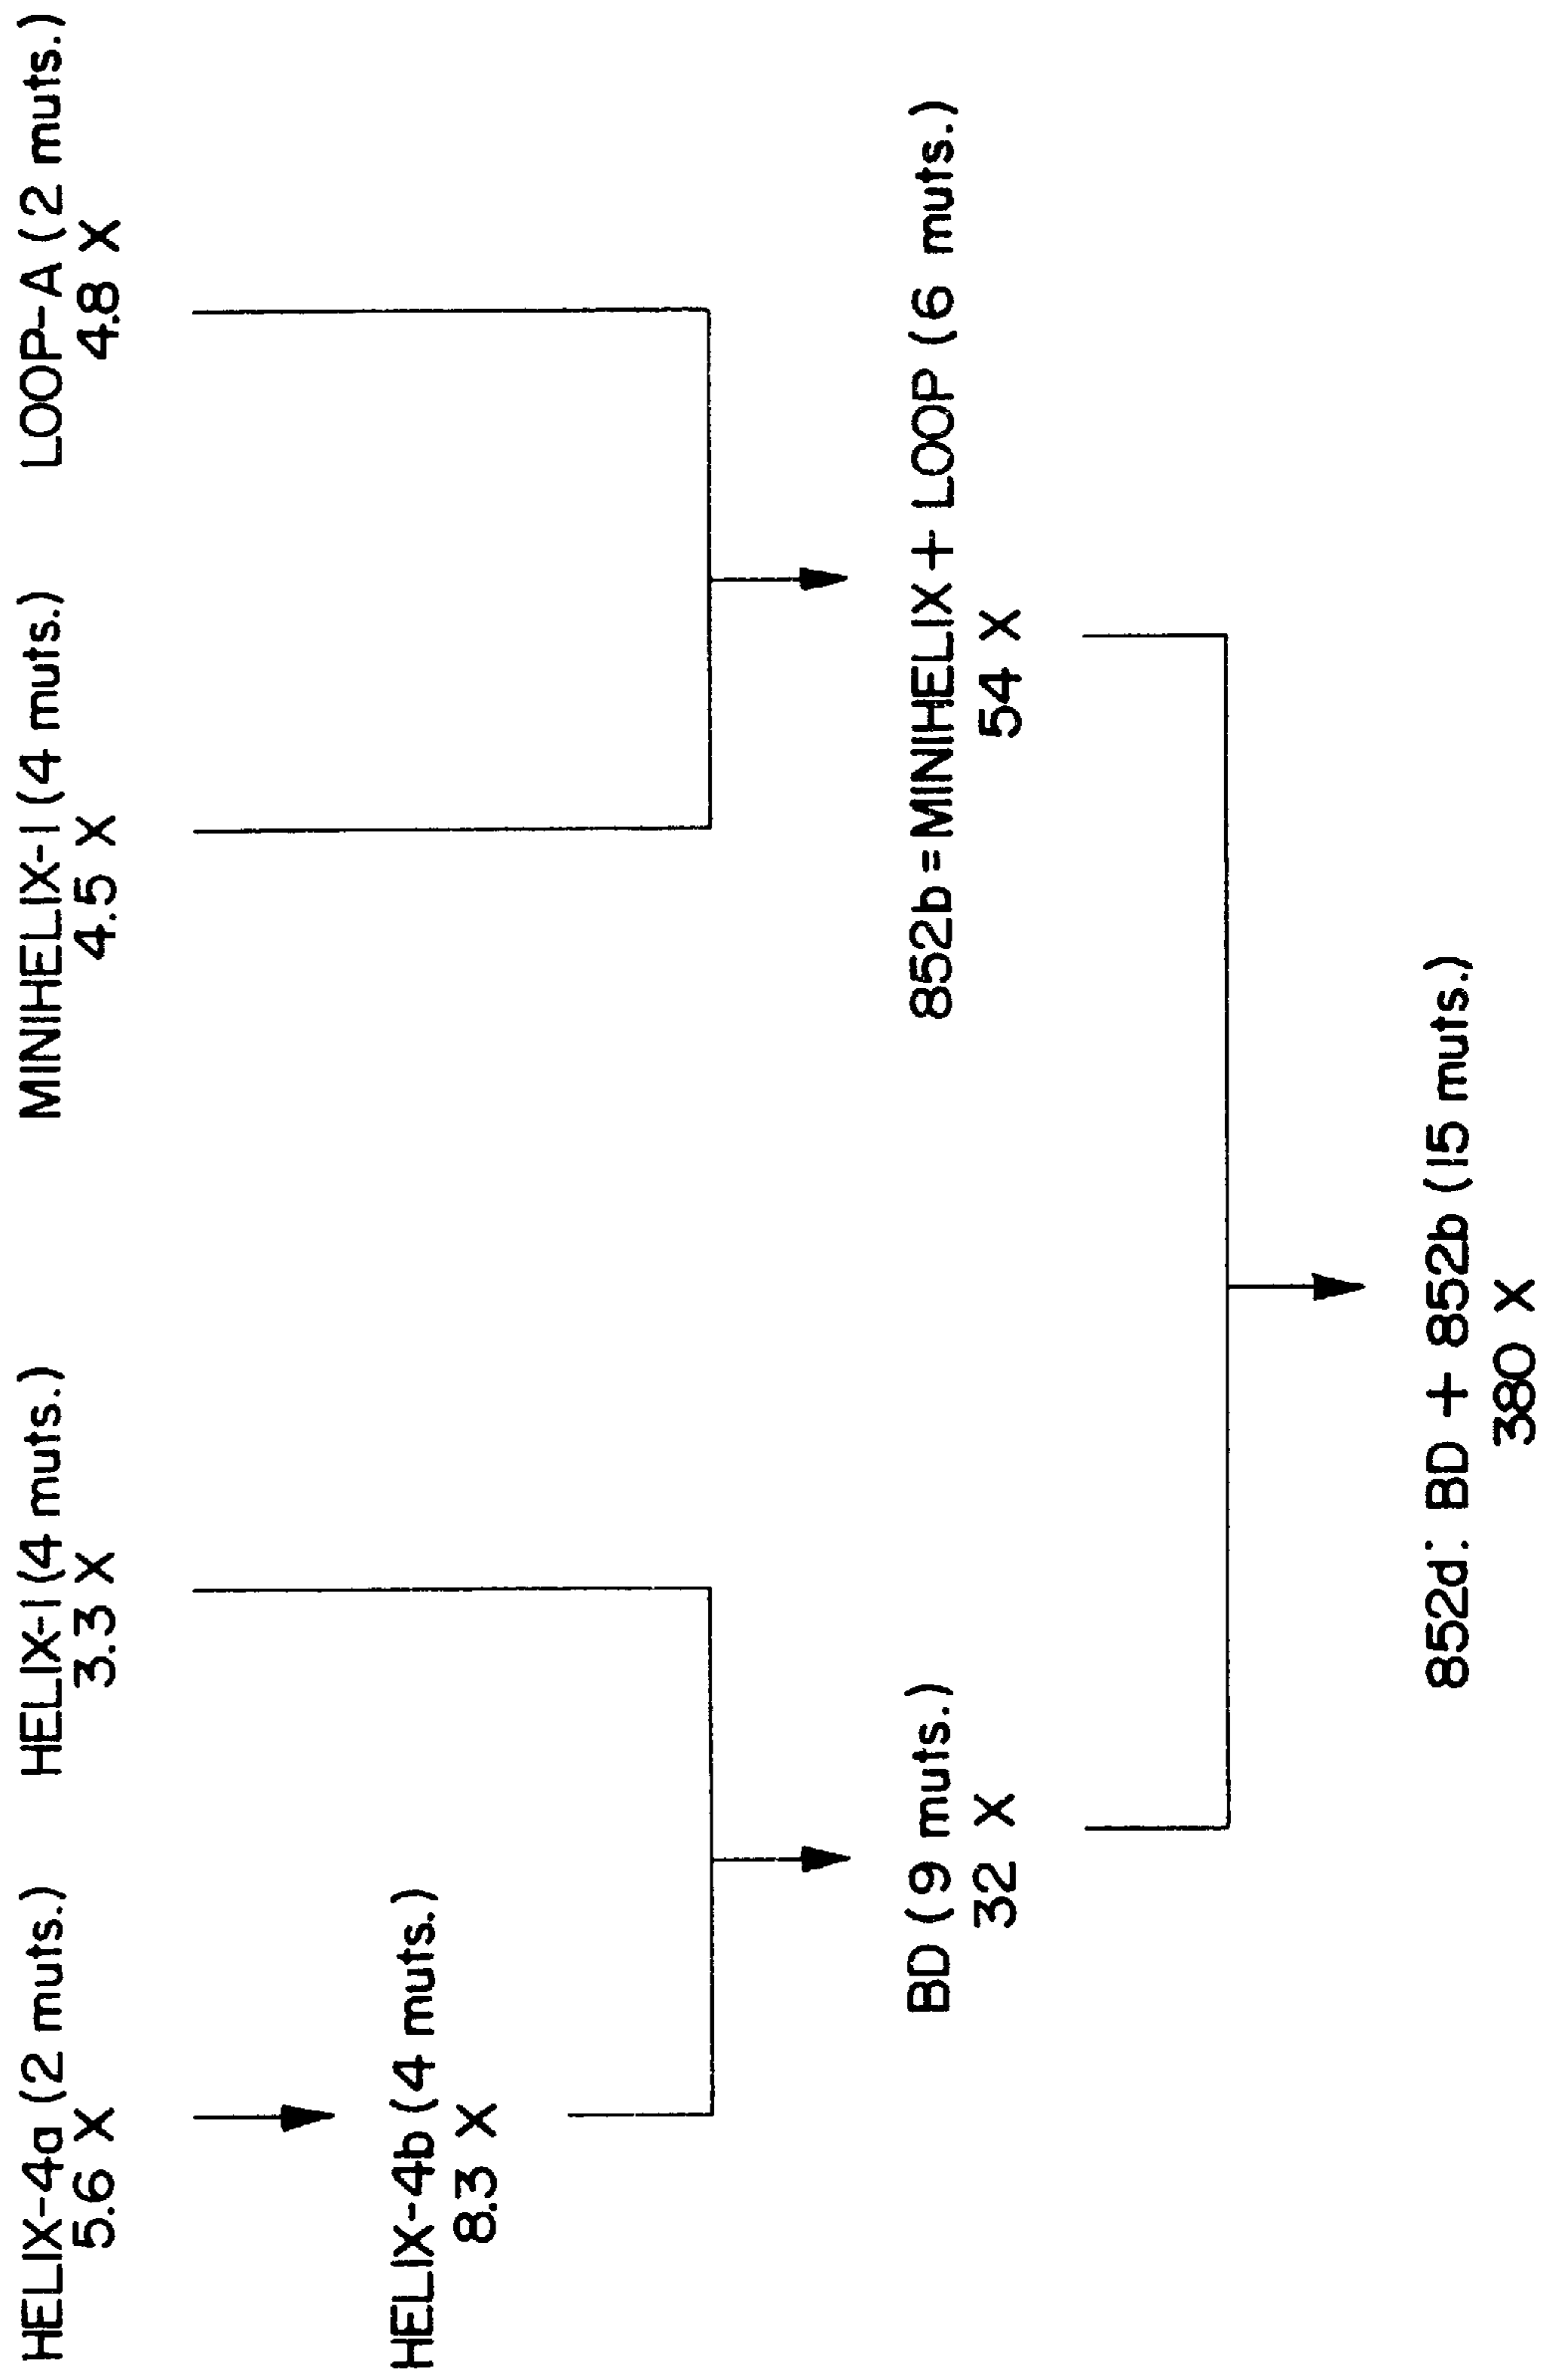 HELIX-4a (2 muts.)
5.6 X
HELIX-1 (4 muts.)
3.3 X
MINIHELIX-1 (4 muts.)
4.5 X
LOOP-A (2 muts.)
4.8 X
HELIX-4b (4 muts.)
8.3 X
BD (9 muts.)
32 X
852b = MINIHELIX + LOOP (6 muts.)
54 X
852d: BD + 852b (15 muts.)
380 X